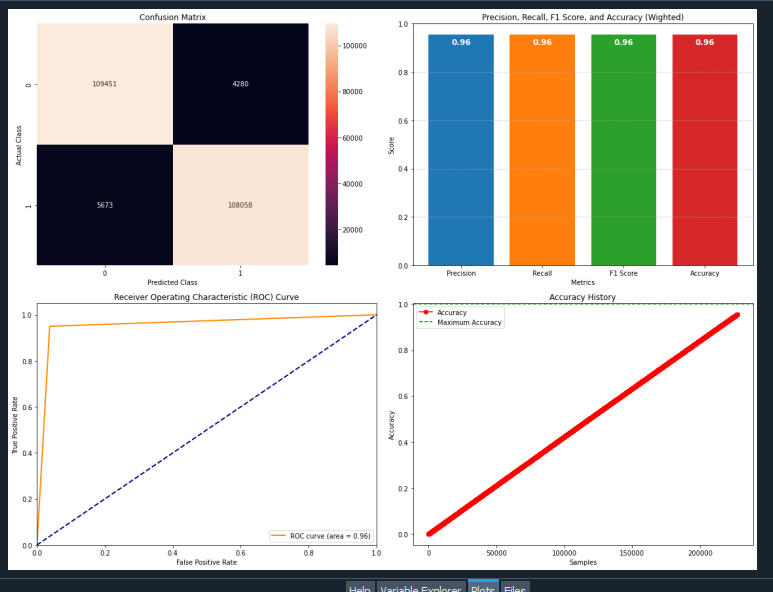 Confusion Matrix
109451
4280
5673
108058
0
1
Actual Class
0
1
Predicted Class
100000
80000
60000
40000
20000
Precision, Recall, F1 Score, and Accuracy (Wighted)
1.0
0.8
0.6
0.4
0.2
0.0
Score
0.96
0.96
0.96
0.96
Precision
Recall
F1 Score
Accuracy
Metrics
Receiver Operating Characteristic (ROC) Curve
1.0
0.8
0.6
0.4
0.2
0.0
True Positive Rate
ROC curve (area = 0.96)
0.0
0.2
0.4
0.6
0.8
1.0
False Positive Rate
Accuracy History
1.0
0.8
0.6
0.4
0.2
0.0
Accuracy
Accuracy
Maximum Accuracy
0
50000
100000
150000
200000
Samples
Help Variable Explorer Plots Files